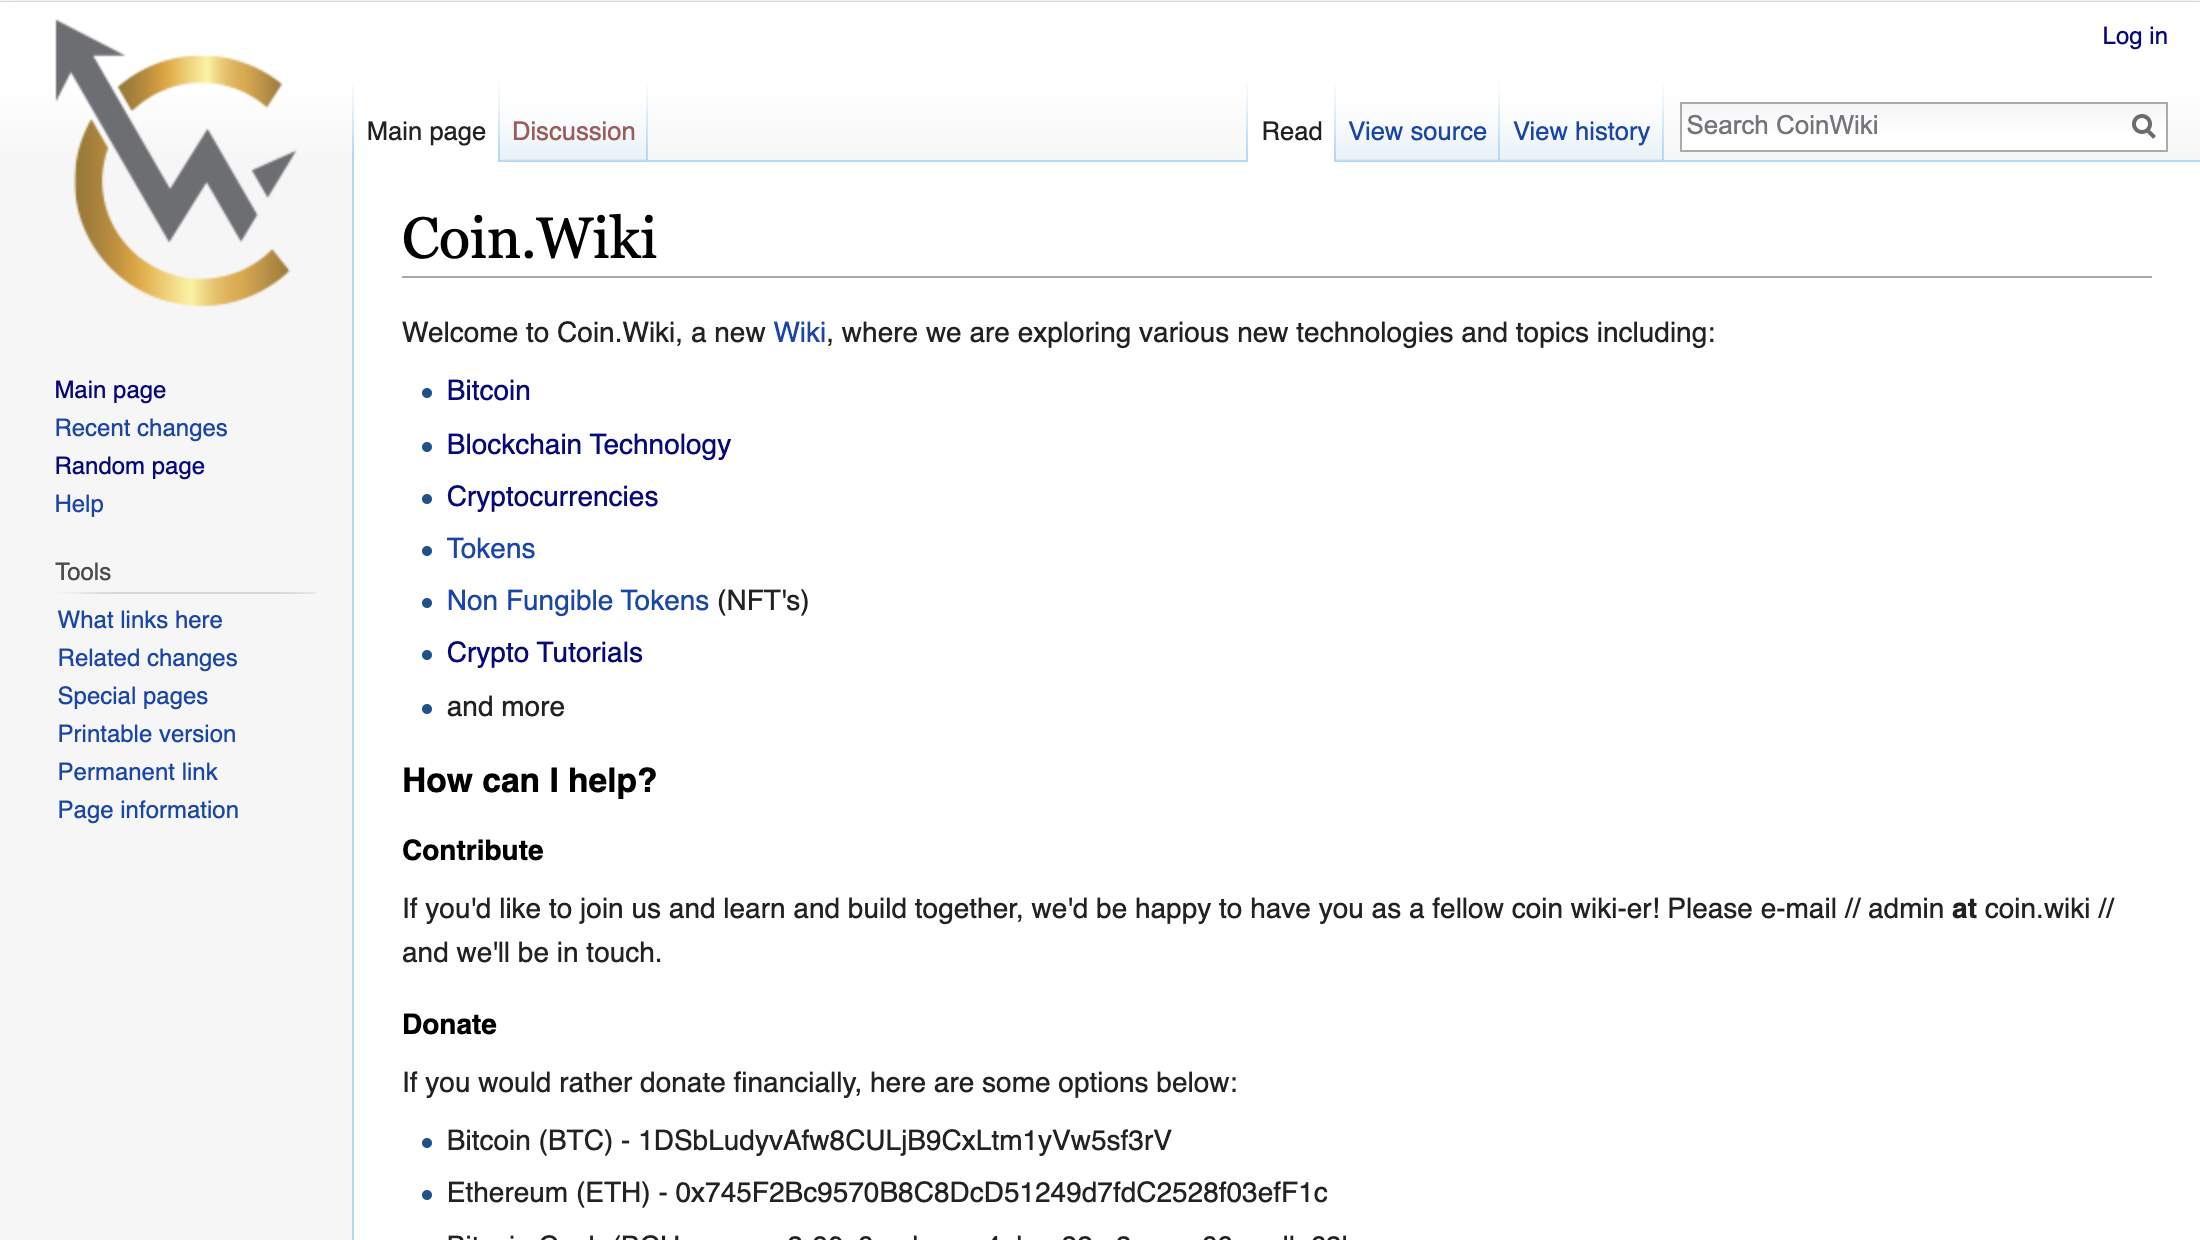 Log in
Main page
Discussion
Read
View source
View history
Search CoinWiki
Coin.Wiki
Welcome to Coin.Wiki, a new Wiki, where we are exploring various new technologies and topics including:
Bitcoin
Blockchain Technology
Cryptocurrencies
Tokens
Non Fungible Tokens (NFT's)
Crypto Tutorials
and more
How can I help?
Contribute
If you'd like to join us and learn and build together, we'd be happy to have you as a fellow coin wiki-er! Please e-mail // admin at coin.wiki //
and we'll be in touch.
Donate
If you would rather donate financially, here are some options below:
Bitcoin (BTC) - 1DSbLudyvAfw8CULjB9CxLtm1yVw5sf3rV
Ethereum (ETH) - 0x745F2Bc9570B8C8DcD51249d7fdC2528f03efF1c
Main page
Recent changes
Random page
Help
Tools
What links here
Related changes
Special pages
Printable version
Permanent link
Page information